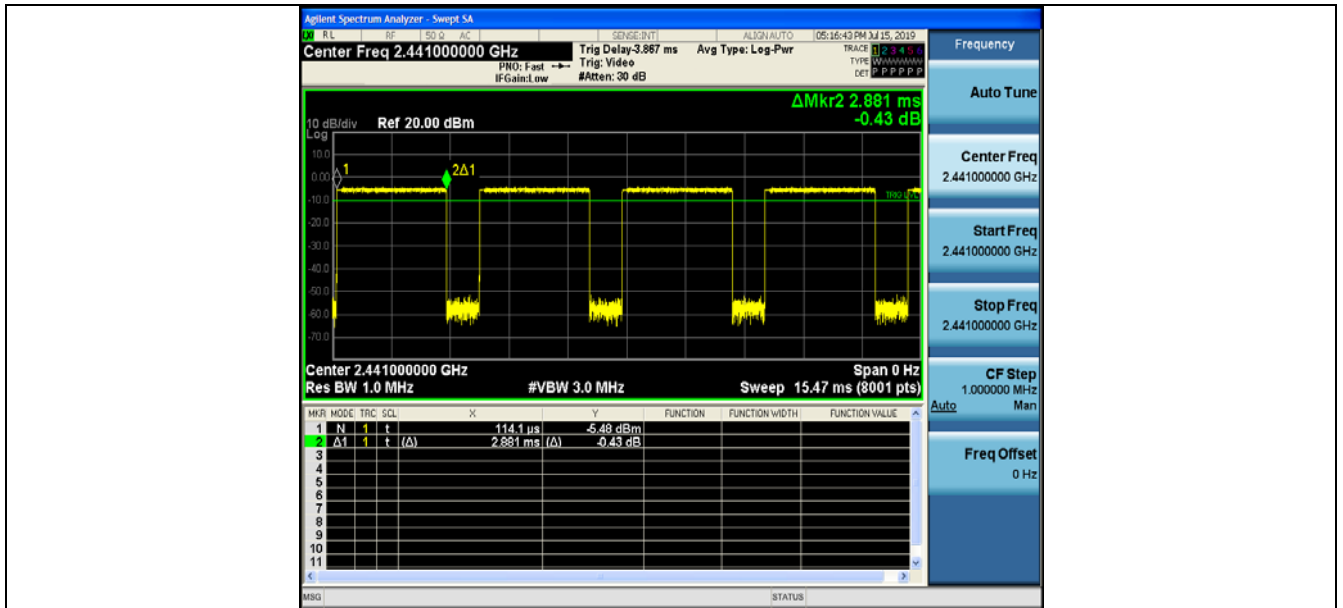 Agilent Spectrum Analyzer - Swept SA
RL RF 50 Ω AC SENSE:INT ALIGN AUTO 05:16:43 PM Jul 15, 2019
Center Freq 2.441000000 GHz
Trig Delay-3.867 ms Avg Type: Log-Pwr
TRACE 1 2 3 4 5 6
PNO: Fast Trig: Video
TYPE WWWWWW
IFGain:Low #Atten: 30 dB
DET P P P P P P
ΔMkr2 2.881 ms
-0.43 dB
10 dB/div Ref 20.00 dBm
Log
10.0
0.00
-10.0
-20.0
-30.0
-40.0
-50.0
-60.0
-70.0
1
2Δ1
TRIG LVL
Center 2.441000000 GHz Span 0 Hz
Res BW 1.0 MHz #VBW 3.0 MHz Sweep 15.47 ms (8001 pts)
MKR MODE TRC SCL X Y FUNCTION FUNCTION WIDTH FUNCTION VALUE
1 N 1 t 114.1 µs -5.48 dBm
2 Δ1 1 t (Δ) 2.881 ms (Δ) -0.43 dB
3
4
5
6
7
8
9
10
11
MSG STATUS
Frequency
Auto Tune
Center Freq
2.441000000 GHz
Start Freq
2.441000000 GHz
Stop Freq
2.441000000 GHz
CF Step
1.000000 MHz
Auto Man
Freq Offset
0 Hz